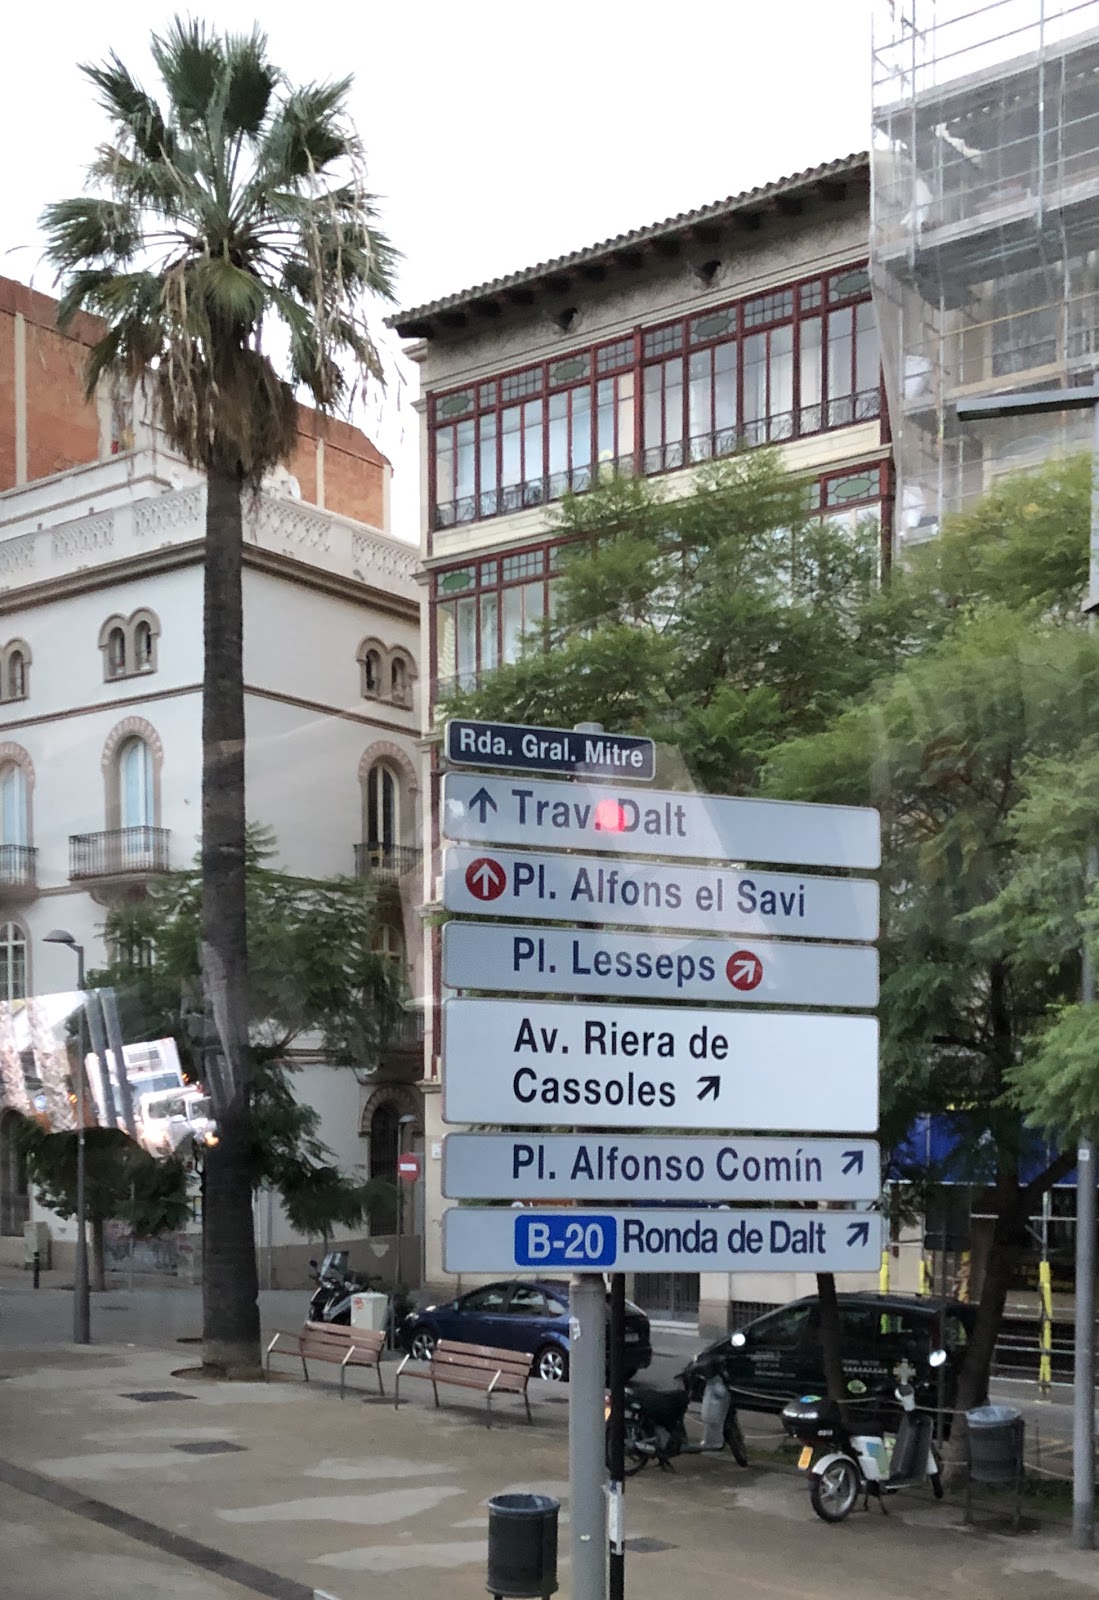 Rda. Gral. Mitre
Trav. Dalt
Pl. Alfons el Savi
Pl. Lesseps
Av. Riera de
Cassoles
Pl. Alfonso Comín
B-20 Ronda de Dalt